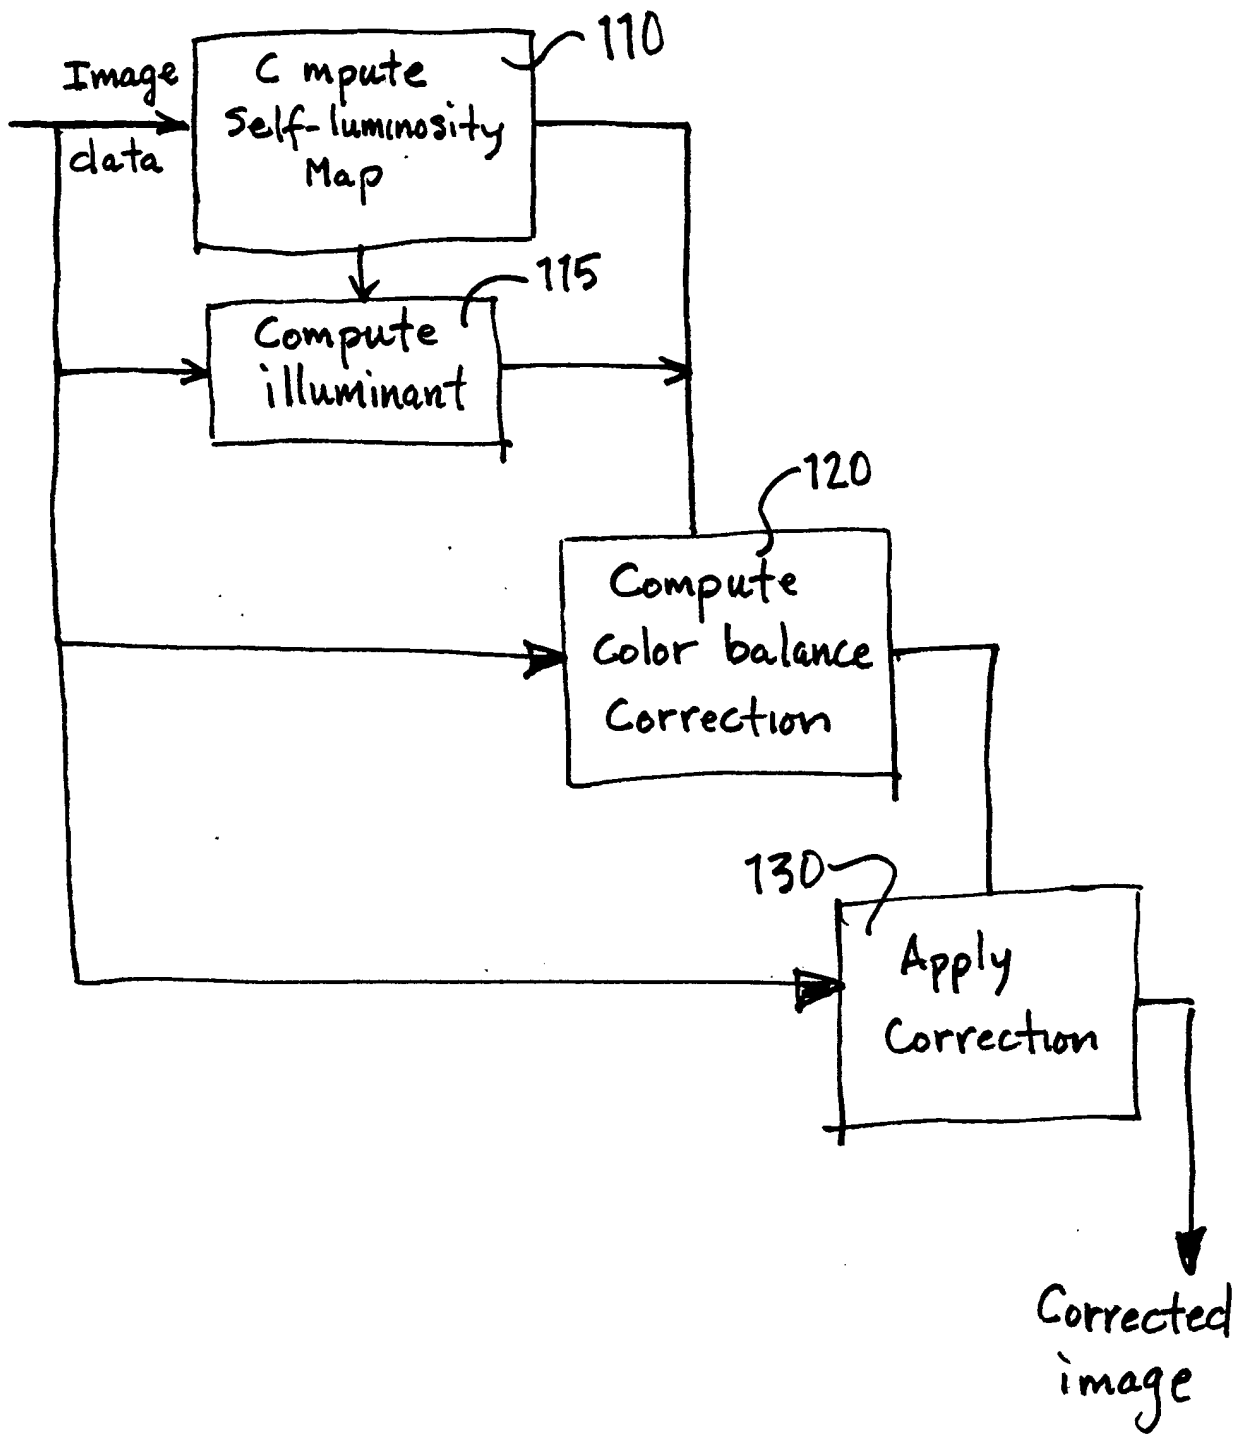 110
Image
data
C mpute
Self-luminosity
Map
115
Compute
illuminant
120
Compute
Color balance
Correction
130
Apply
Correction
Corrected
image